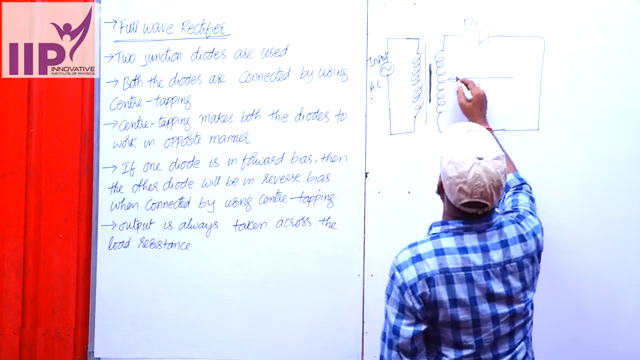 IIP
INNOVATIVE
INSTITUTE OF PHYSICS
→ Full wave Rectifier
→ Two junction diodes are used
→ Both the diodes are Connected by using
Centre-tapping
→ Centre-tapping makes both the diodes to
work in opposite manner
→ If one diode is in forward bias, then
the other diode will be in reverse bias
when connected by using centre-tapping.
→ output is always taken across the
load resistance
Input
A.C.